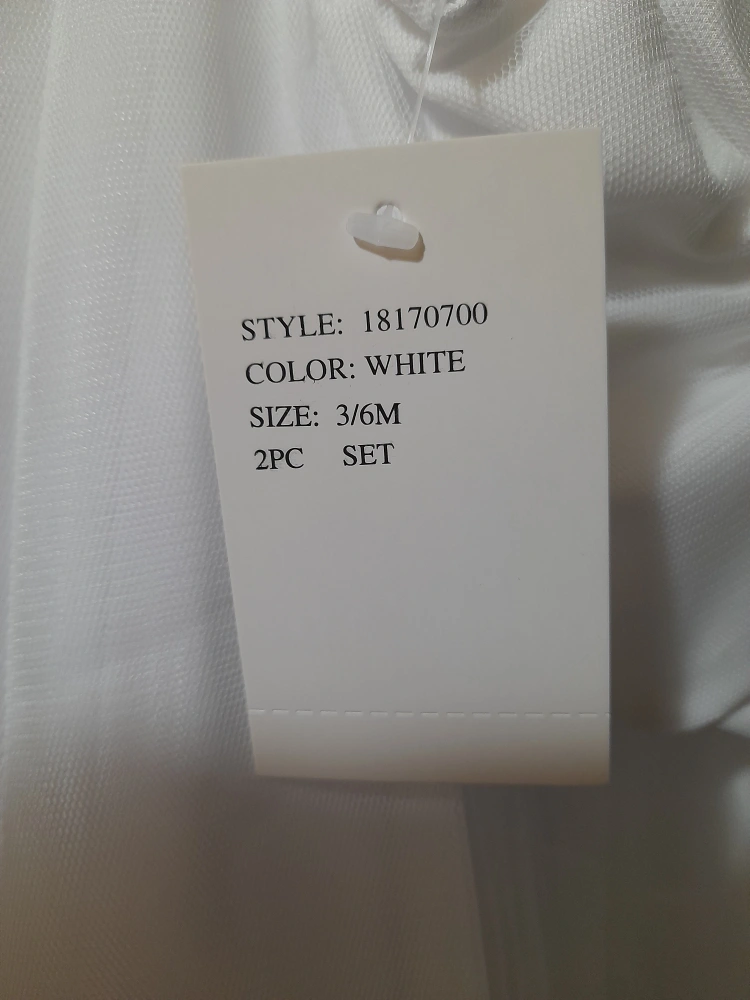 STYLE: 18170700
COLOR: WHITE
SIZE: 3/6M
2PC SET